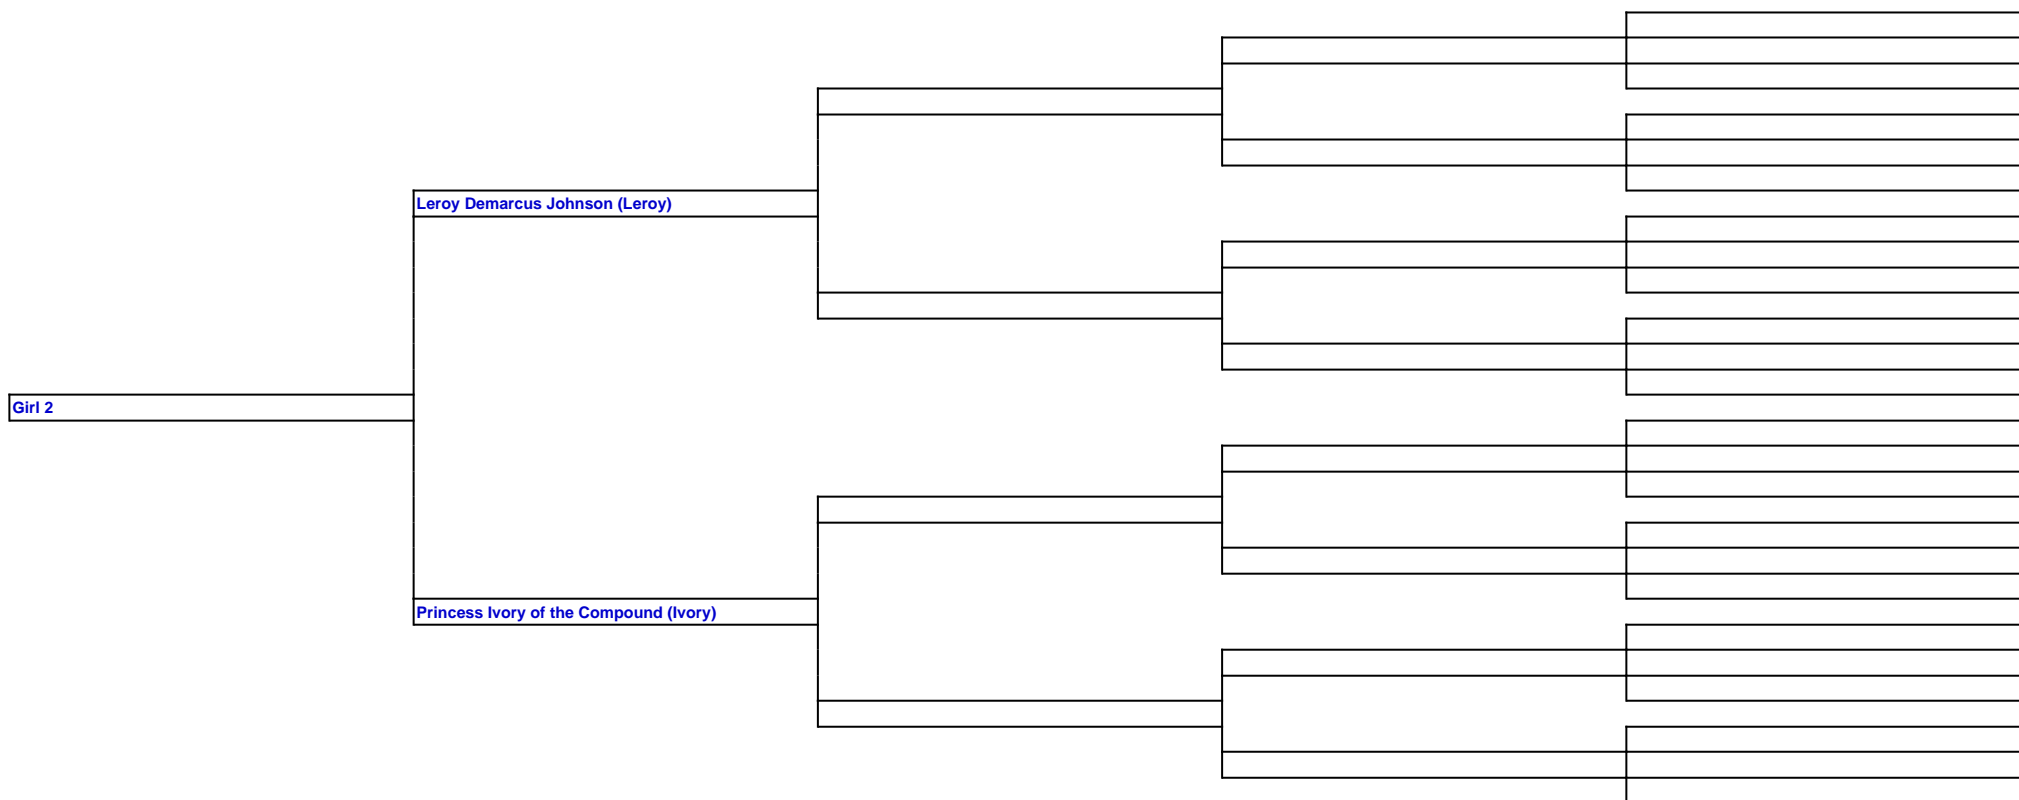 Leroy Demarcus Johnson (Leroy)
Girl 2
Princess Ivory of the Compound (Ivory)